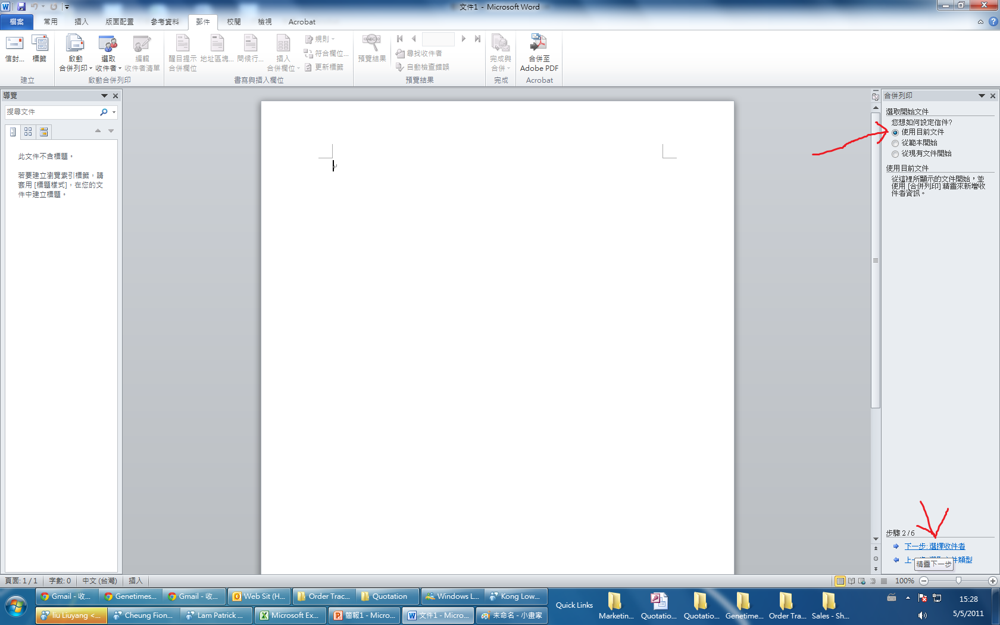 文件1 - Microsoft Word
檔案 常用 插入 版面配置 參考資料 郵件 校閱 檢視 Acrobat
信封... 標籤
建立
啟動
合併列印
選取
收件者
編輯
收件者清單
啟動合併列印
醒目提示
合併欄位
地址區塊...
問候行...
插入
合併欄位
規則
符合欄位...
更新標籤
書寫與插入欄位
ABC
預覽結果
尋找收件者
自動檢查錯誤
預覽結果
完成與
合併
完成
合併至
Adobe PDF
Acrobat
導覽
搜尋文件
此文件不含標題。
若要建立瀏覽索引標籤，請
套用 [標題樣式]，在您的文
件中建立標題。
合併列印
選取開始文件
您想如何設定信件?
使用目前文件
從範本開始
從現有文件開始
使用目前文件
從這裡所顯示的文件開始，並
使用 [合併列印] 精靈來新增收
件者資訊。
步驟 2 / 6
下一步: 選擇收件者
上一 文件類型
精靈下一步
頁面: 1 / 1 字數: 0 中文 (台灣) 插入 100%
Gmail - 收... Genetimes... Gmail - 收... Web Sit (H... Order Trac... Quotation Windows L... Kong Low...
liu Liuyang <... Cheung Fion... Lam Patrick ... Microsoft Ex... 簡報1 - Micro... 文件1 - Micro... 未命名 - 小畫家
Quick Links
Marketin... Quotatio... Quotatio... Genetime... Order Tra... Sales - Sh...
15:28
5/5/2011